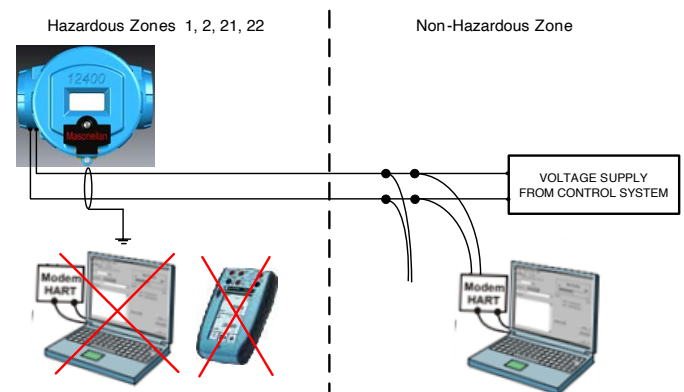 Hazardous Zones 1, 2, 21, 22
Non-Hazardous Zone
12400
Masoneilan
VOLTAGE SUPPLY
FROM CONTROL SYSTEM
Modem
HART
Modem
HART